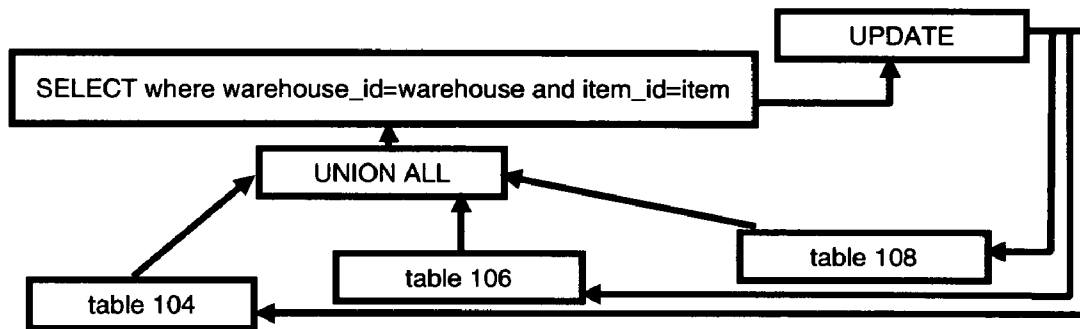 UPDATE
SELECT where warehouse_id=warehouse and item_id=item
UNION ALL
table 108
table 106
table 104